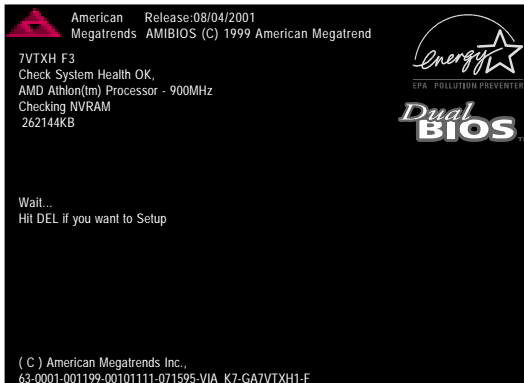 American Release:08/04/2001
Megatrends AMIBIOS (C) 1999 American Megatrend
7VTXH F3
Check System Health OK,
AMD Athlon(tm) Processor - 900MHz
Checking NVRAM
262144KB
energy
EPA POLLUTION PREVENTER
Dual
BIOS
TM
Wait...
Hit DEL if you want to Setup
( C ) American Megatrends Inc.,
63-0001-001199-00101111-071595-VIA_K7-GA7VTXH1-F